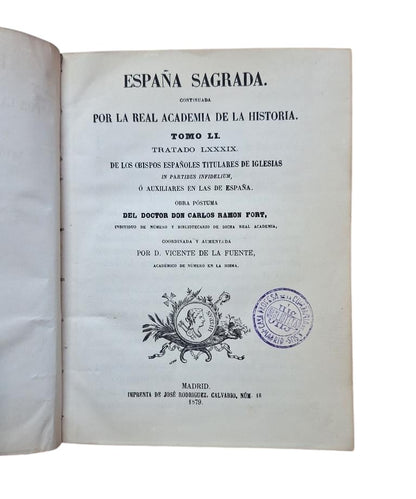 ESPAÑA SAGRADA.
CONTINUADA
POR LA REAL ACADEMIA DE LA HISTORIA.
TOMO LI.
TRATADO LXXXIX.
DE LOS OBISPOS ESPAÑOLES TITULARES DE IGLESIAS
IN PARTIBUS INFIDELIUM,
Ó AUXILIARES EN LAS DE ESPAÑA.
OBRA PÓSTUMA
DEL DOCTOR DON CARLOS RAMON FORT,
INDIVIDUO DE NÚMERO Y BIBLIOTECARIO DE DICHA REAL ACADEMIA,
COORDINADA Y AUMENTADA
POR D. VICENTE DE LA FUENTE,
ACADÉMICO DE NÚMERO EN LA MISMA.
MADRID.
IMPRENTA DE JOSÉ RODRIGUEZ. CALVARIO, NÚM. 18
1879.